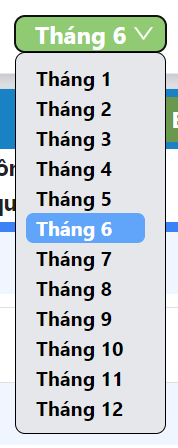 Tháng 6
Tháng 1
Tháng 2
Tháng 3
Tháng 4
Tháng 5
Tháng 6
Tháng 7
Tháng 8
Tháng 9
Tháng 10
Tháng 11
Tháng 12